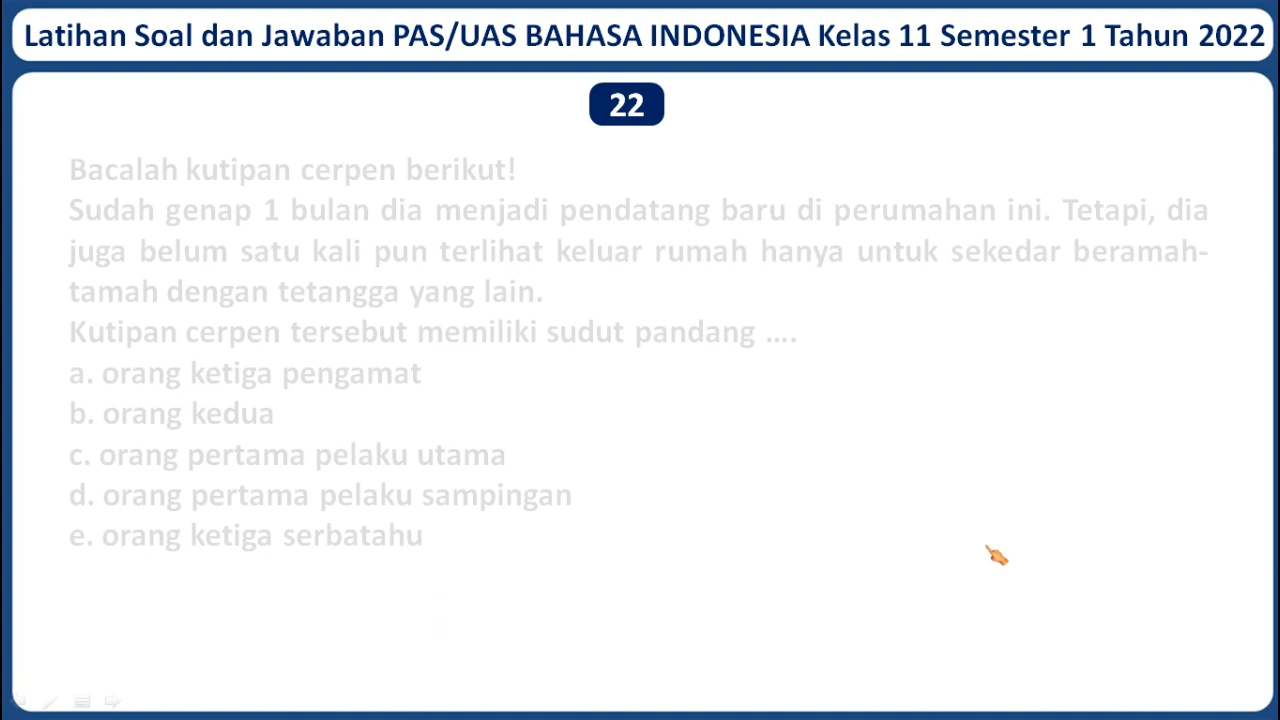 Latihan Soal dan Jawaban PAS/UAS BAHASA INDONESIA Kelas 11 Semester 1 Tahun 2022
22
Bacalah kutipan cerpen berikut!
Sudah genap 1 bulan dia menjadi pendatang baru di perumahan ini. Tetapi, dia
juga belum satu kali pun terlihat keluar rumah hanya untuk sekedar beramah-
tamah dengan tetangga yang lain.
Kutipan cerpen tersebut memiliki sudut pandang ....
a. orang ketiga pengamat
b. orang kedua
c. orang pertama pelaku utama
d. orang pertama pelaku sampingan
e. orang ketiga serbatahu